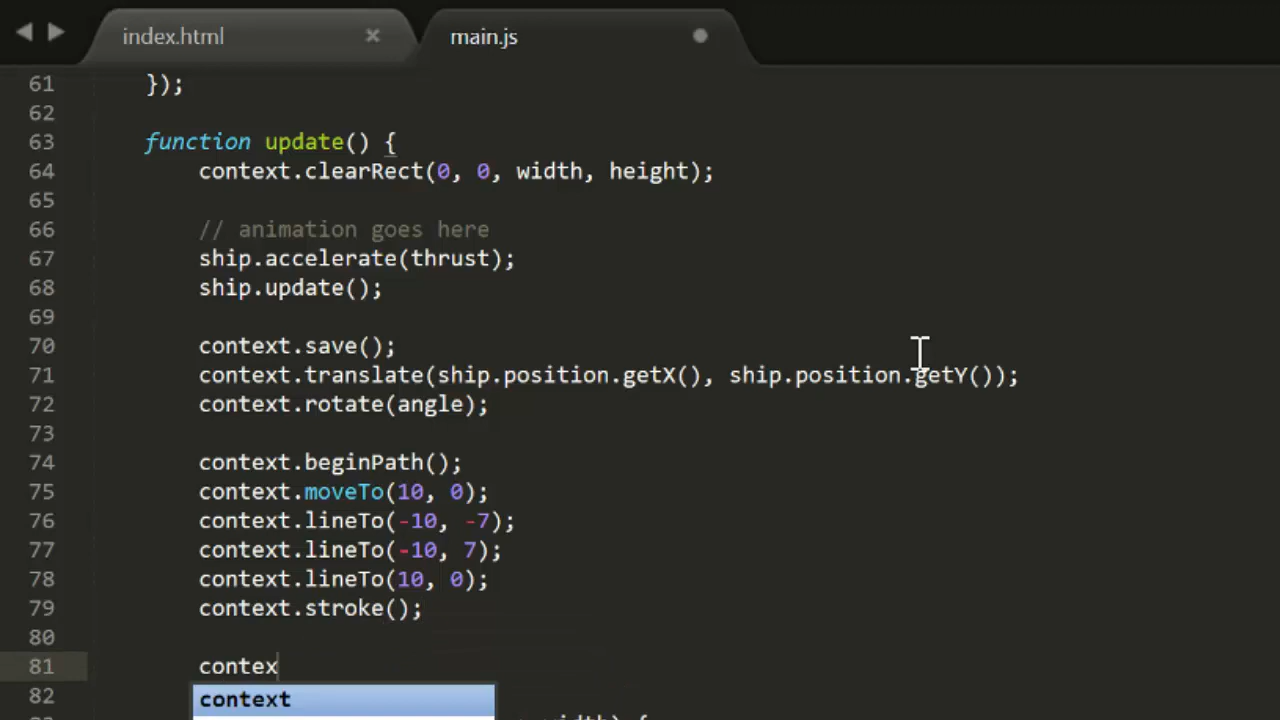 index.html
main.js
61 });
62
63 function update() {
64 context.clearRect(0, 0, width, height);
65
66 // animation goes here
67 ship.accelerate(thrust);
68 ship.update();
69
70 context.save();
71 context.translate(ship.position.getX(), ship.position.getY());
72 context.rotate(angle);
73
74 context.beginPath();
75 context.moveTo(10, 0);
76 context.lineTo(-10, -7);
77 context.lineTo(-10, 7);
78 context.lineTo(10, 0);
79 context.stroke();
80
81 contex
82 context